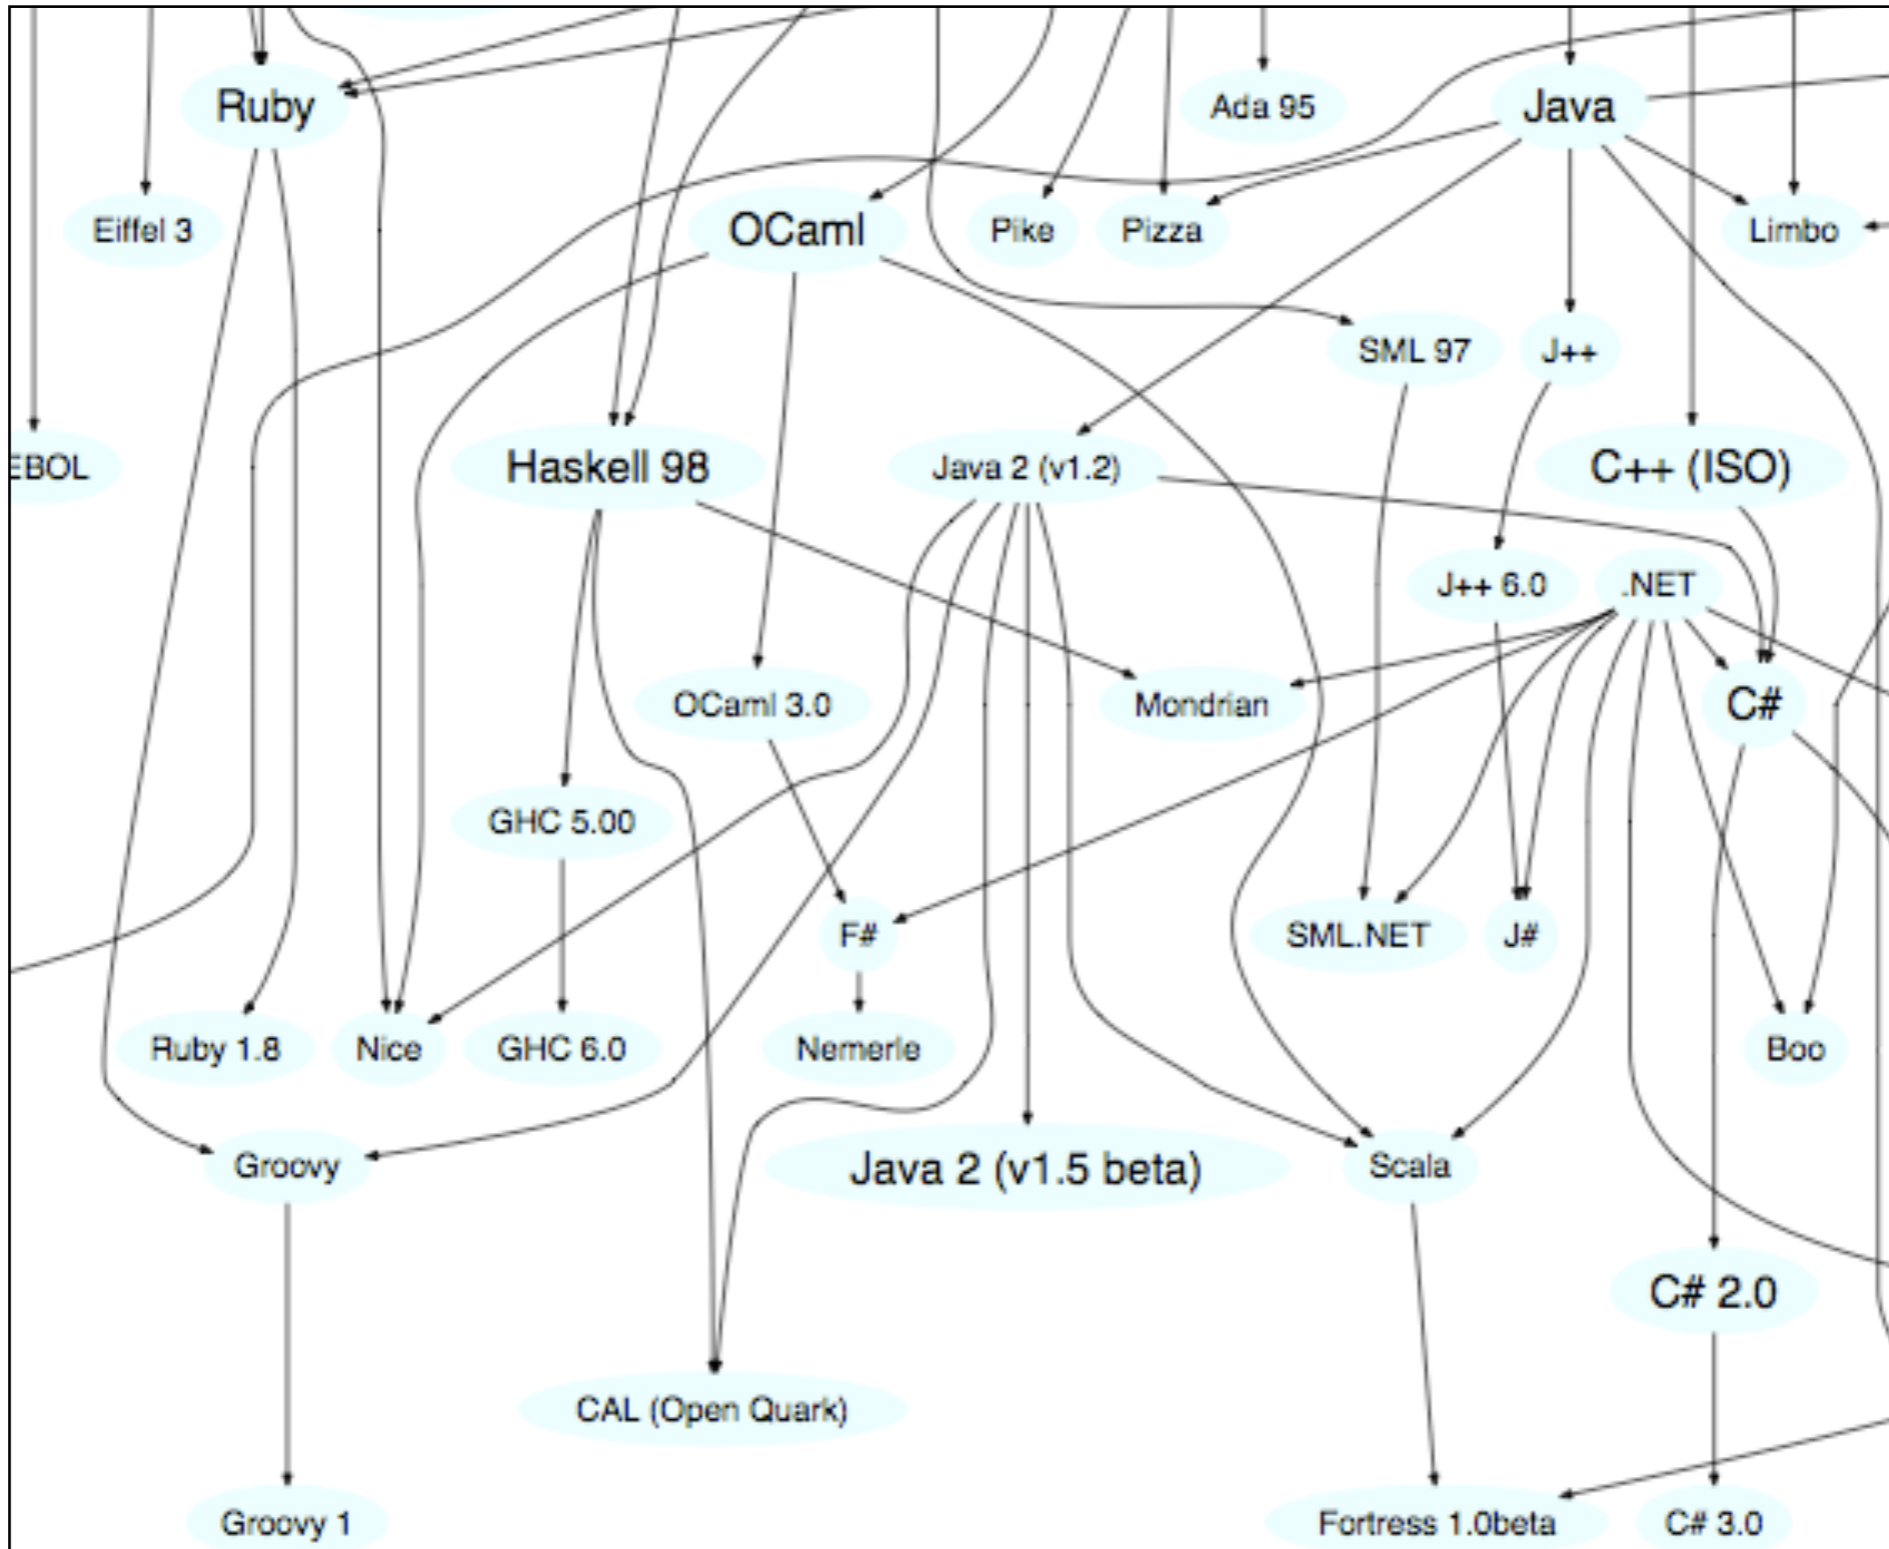 Ruby
Ada 95
Java
Eiffel 3
OCaml
Pike
Pizza
Limbo
SML 97
J++
EBOL
Haskell 98
Java 2 (v1.2)
C++ (ISO)
J++ 6.0
.NET
OCaml 3.0
Mondrian
C#
GHC 5.00
F#
SML.NET
J#
Ruby 1.8
Nice
GHC 6.0
Nemerle
Boo
Groovy
Java 2 (v1.5 beta)
Scala
C# 2.0
CAL (Open Quark)
Groovy 1
Fortress 1.0beta
C# 3.0